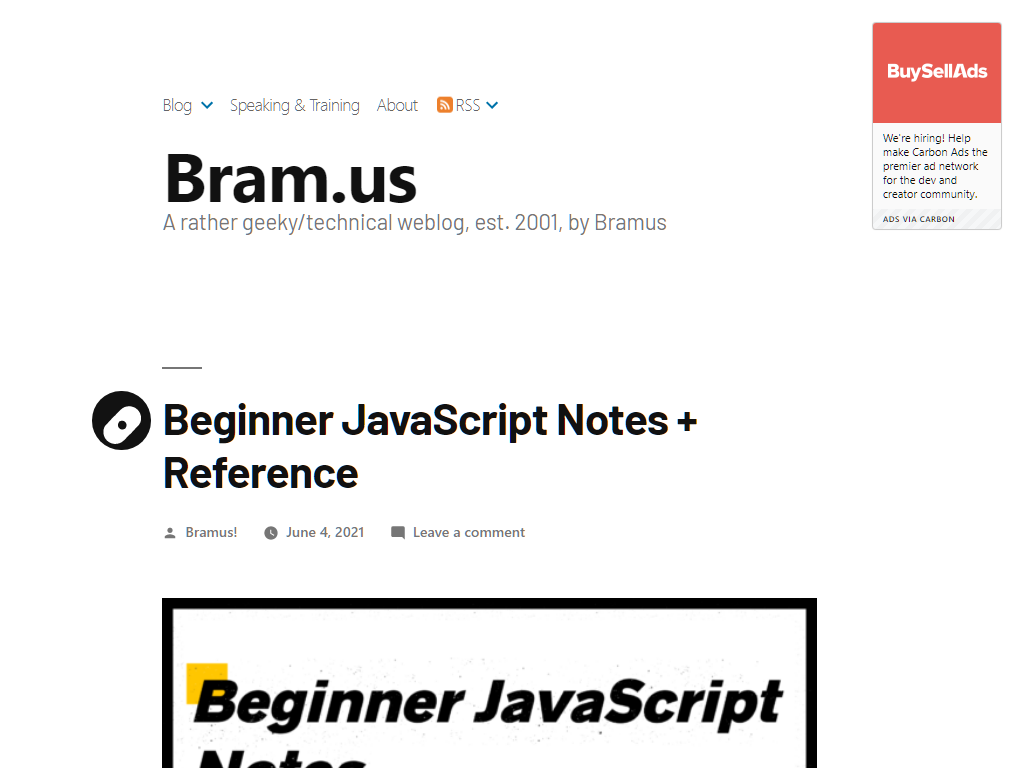 Blog
Speaking & Training
About
RSS
Bram.us
A rather geeky/technical weblog, est. 2001, by Bramus
BuySellAds
We're hiring! Help
make Carbon Ads the
premier ad network
for the dev and
creator community.
ADS VIA CARBON
Beginner JavaScript Notes +
Reference
Bramus!
June 4, 2021
Leave a comment
Beginner JavaScript
Notes